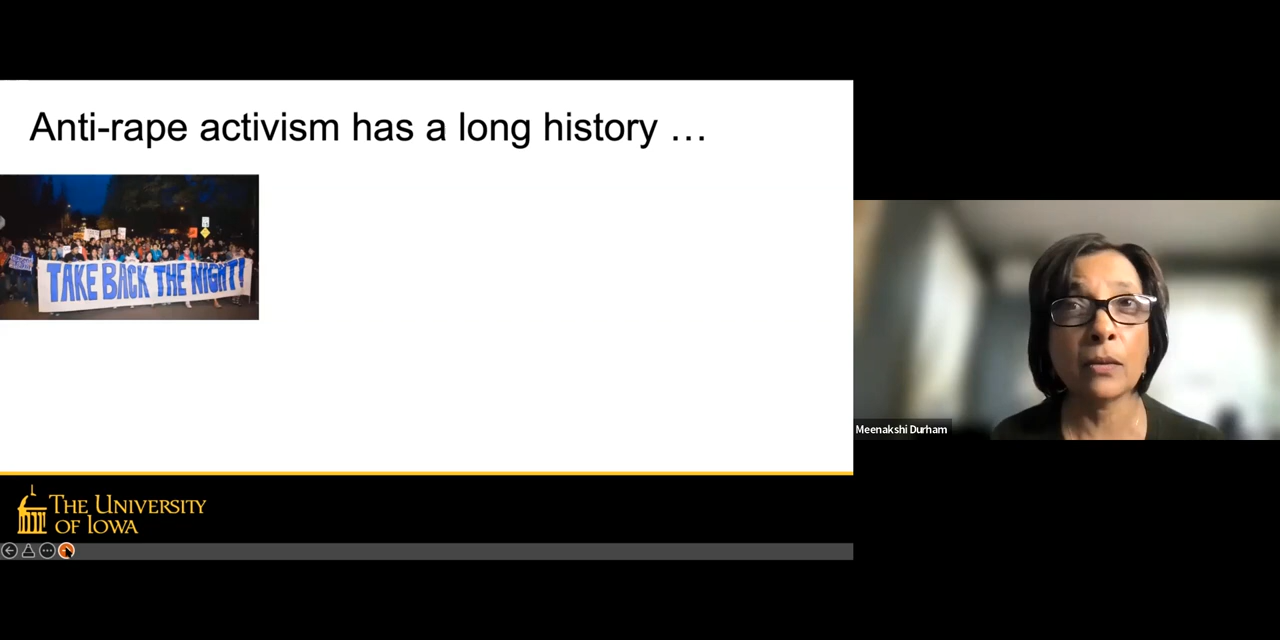 Anti-rape activism has a long history …
TAKE BACK THE NIGHT!
Meenakshi Durham
THE UNIVERSITY
OF IOWA